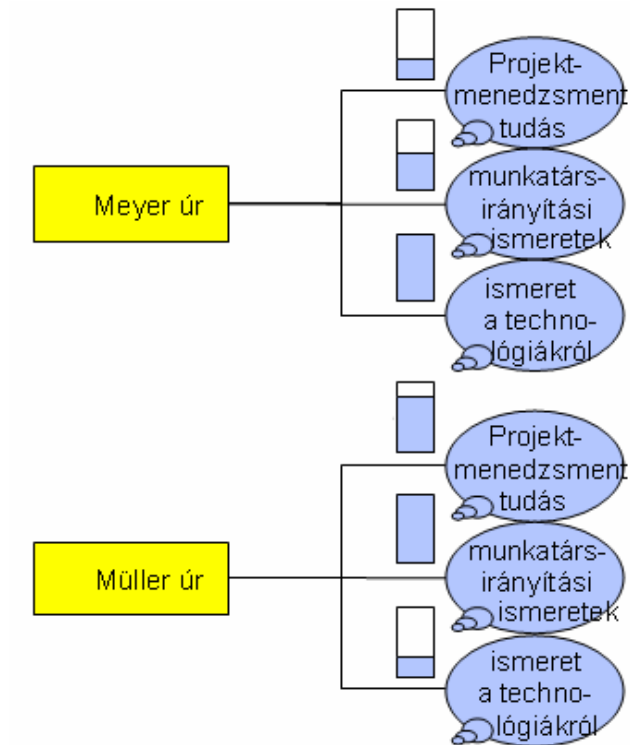 Projekt-
menedzsment
tudás
Meyer úr
munkatárs-
irányítási
ismeretek
ismeret
a techno-
lógiákról
Projekt-
menedzsment
tudás
Müller úr
munkatárs-
irányítási
ismeretek
ismeret
a techno-
lógiákról